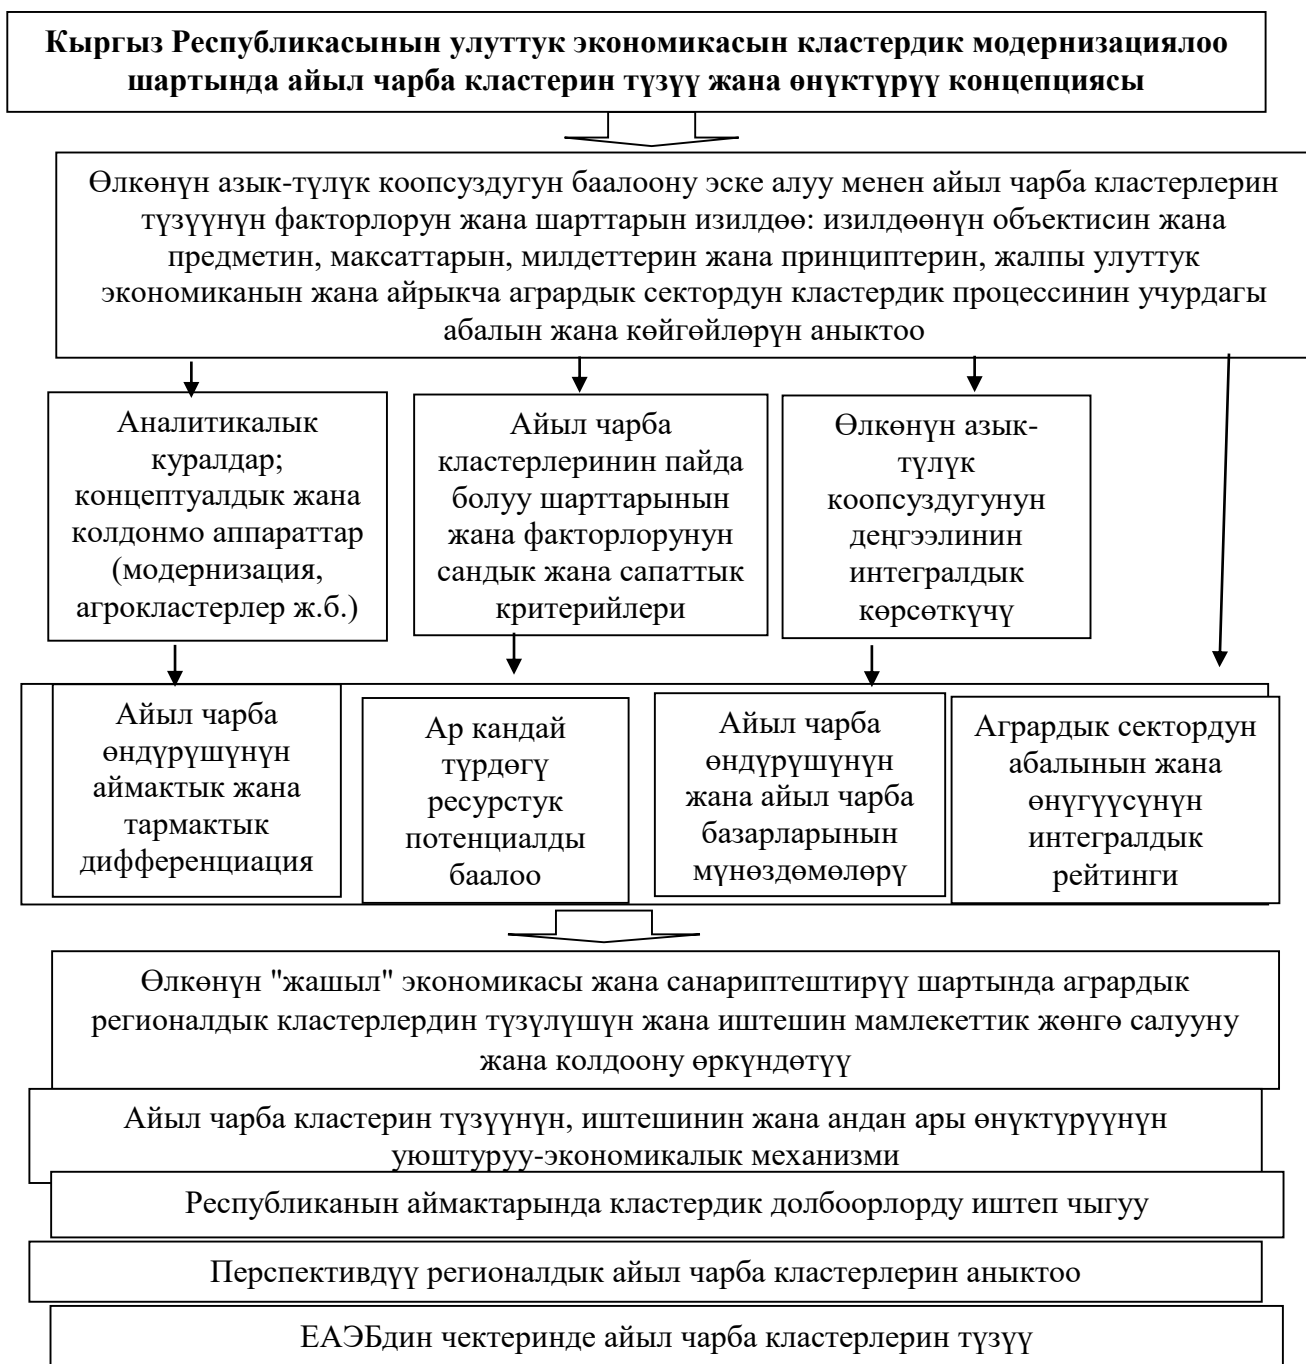 Кыргыз Республикасынын улуттук экономикасын кластердик модернизациялоо
шартында айыл чарба кластерин түзүү жана өнүктүрүү концепциясы
Өлкөнүн азык-түлүк коопсуздугун баалоону эске алуу менен айыл чарба кластерлерин
түзүүнүн факторлорун жана шарттарын изилдөө: изилдөөнүн объектисин жана
предметин, максаттарын, милдеттерин жана принциптерин, жалпы улуттук
экономиканын жана айрыкча агрардык сектордун кластердик процессинин учурдагы
абалын жана көйгөйлөрүн аныктоо
Аналитикалык
куралдар;
концептуалдык жана
колдонмо аппараттар
(модернизация,
агрокластерлер ж.б.)
Айыл чарба
кластерлеринин пайда
болуу шарттарынын
жана факторлорунун
сандык жана сапаттык
критерийлери
Өлкөнүн азык-
түлүк
коопсуздугунун
деңгээлинин
интегралдык
көрсөткүчү
Айыл чарба
өндүрүшүнүн
аймактык жана
тармактык
дифференциация
Ар кандай
түрдөгү
ресурстук
потенциалды
баалоо
Айыл чарба
өндүрүшүнүн
жана айыл чарба
базарларынын
мүнөздөмөлөрү
Агрардык сектордун
абалынын жана
өнүгүүсүнүн
интегралдык
рейтинги
Өлкөнүн "жашыл" экономикасы жана санариптештирүү шартында агрардык
регионалдык кластерлердин түзүлүшүн жана иштешин мамлекеттик жөнгө салууну
жана колдоону өркүндөтүү
Айыл чарба кластерин түзүүнүн, иштешинин жана андан ары өнүктүрүүнүн
уюштуруу-экономикалык механизми
Республиканын аймактарында кластердик долбоорлорду иштеп чыгуу
Перспективдүү регионалдык айыл чарба кластерлерин аныктоо
ЕАЭБдин чектеринде айыл чарба кластерлерин түзүү